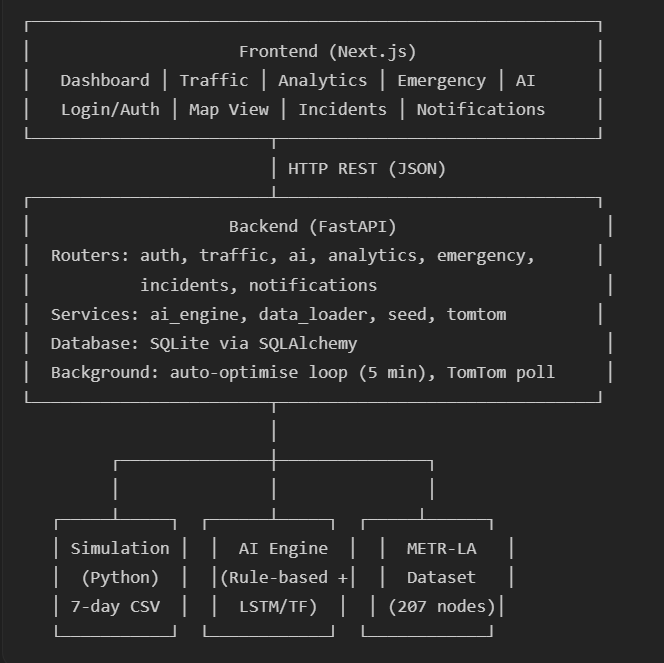 Frontend (Next.js)
Dashboard │ Traffic │ Analytics │ Emergency │ AI
Login/Auth │ Map View │ Incidents │ Notifications
HTTP REST (JSON)
Backend (FastAPI)
Routers: auth, traffic, ai, analytics, emergency,
incidents, notifications
Services: ai_engine, data_loader, seed, tomtom
Database: SQLite via SQLAlchemy
Background: auto-optimise loop (5 min), TomTom poll
Simulation │ AI Engine │ METR-LA
(Python) │ (Rule-based + │ Dataset
7-day CSV │ LSTM/TF) │ (207 nodes)